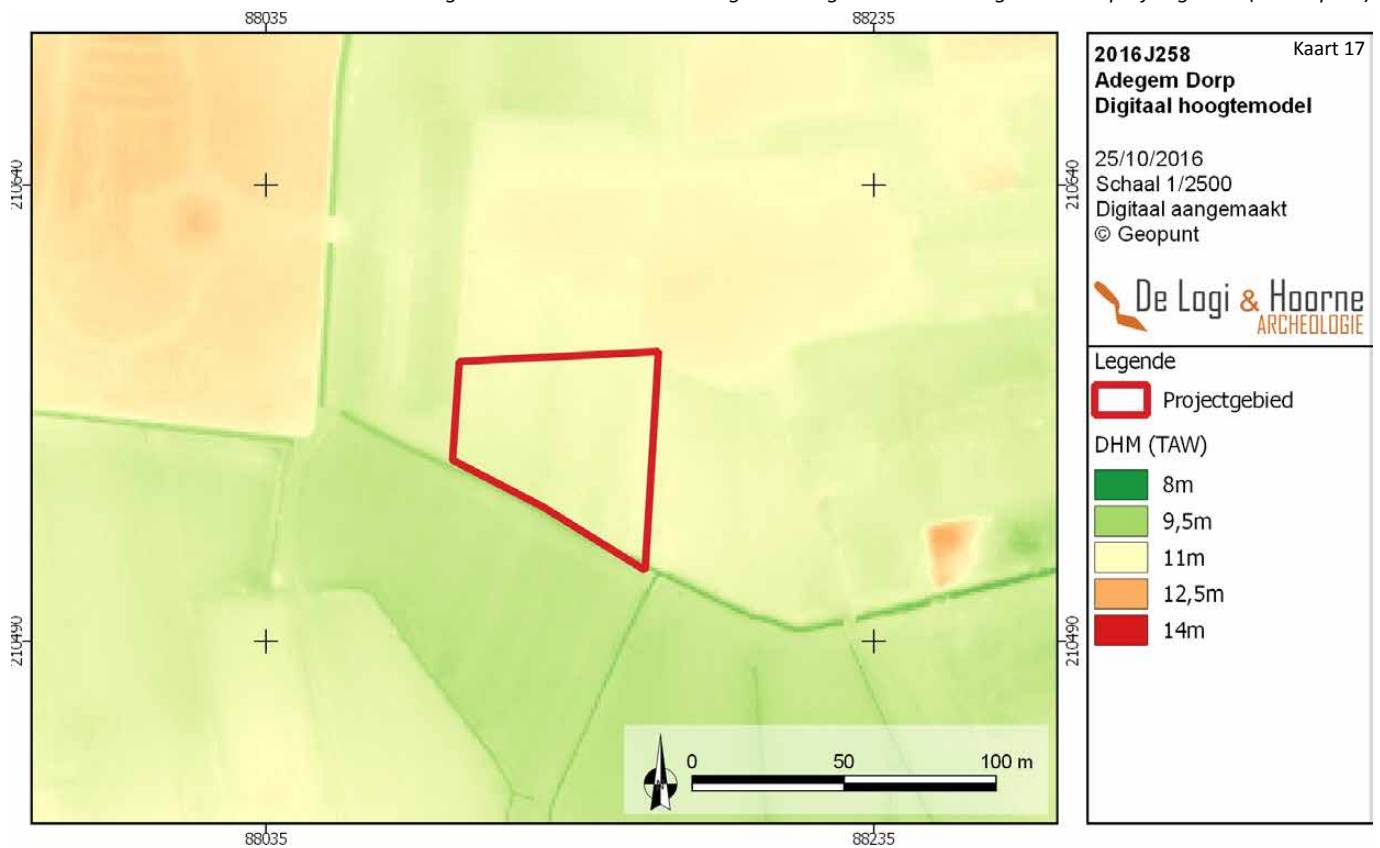 88035
88235
210640
210640
210490
210490
88035
88235
0
50
100 m
N
2016J258
Kaart 17
Adegem Dorp
Digitaal hoogtemodel
25/10/2016
Schaal 1/2500
Digitaal aangemaakt
© Geopunt
De Logi & Hoorne
ARCHEOLOGIE
Legende
Projectgebied
DHM (TAW)
8m
9,5m
11m
12,5m
14m